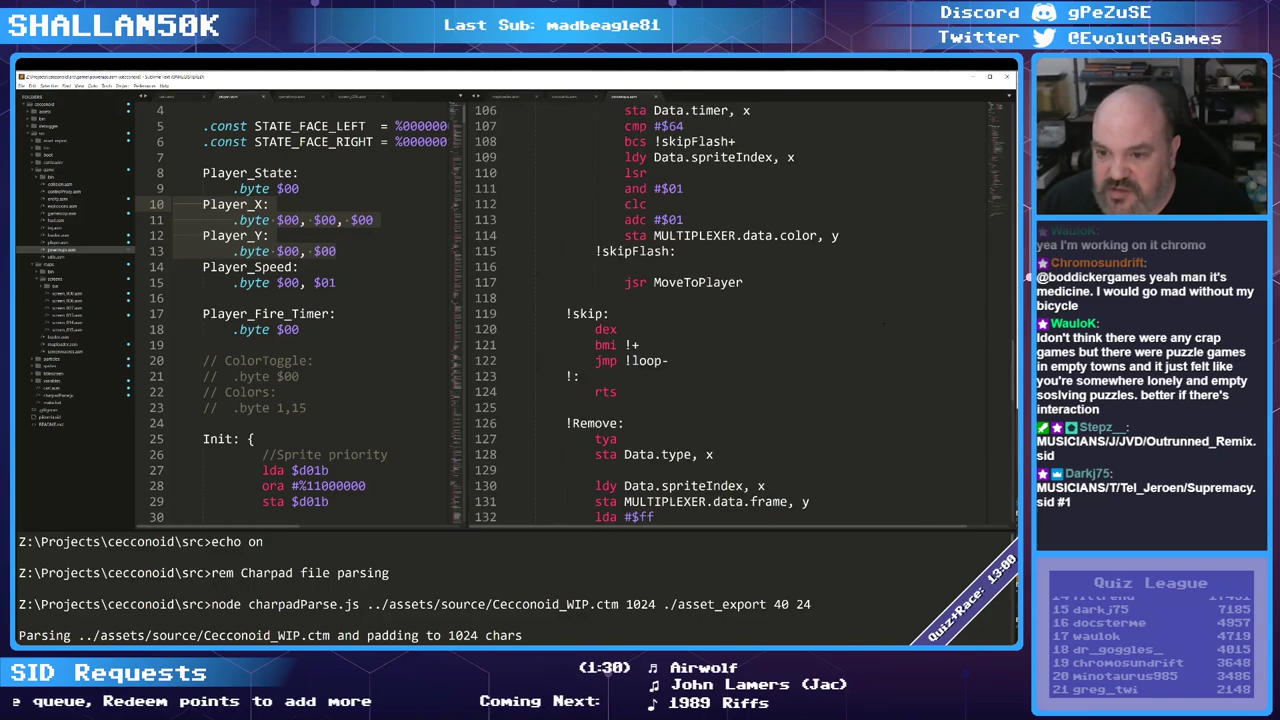 SHALLAN50K
Last Sub: madbeagle81
Discord gPeZuSE
Twitter @EvoluteGames
FOLDERS
4
5 .const STATE_FACE_LEFT = %000000
6 .const STATE_FACE_RIGHT = %000000
7
8 Player_State:
9 .byte $00
10 Player_X:
11 .byte $00, $00, $00
12 Player_Y:
13 .byte $00, $00
14 Player_Speed:
15 .byte $00, $01
16
17 Player_Fire_Timer:
18 .byte $00
19
20 // ColorToggle:
21 // .byte $00
22 // Colors:
23 // .byte 1,15
24
25 Init: {
26 //Sprite priority
27 lda $d01b
28 ora #%11000000
29 sta $d01b
30
106 sta Data.timer, x
107 cmp #$64
108 bcs !skipFlash+
109 ldy Data.spriteIndex, x
110 lsr
111 and #$01
112 clc
113 adc #$01
114 sta MULTIPLEXER.data.color, y
115 !skipFlash:
116
117 jsr MoveToPlayer
118
119 !skip:
120 dex
121 bmi !+
122 jmp !loop-
123 !:
124 rts
125
126 !Remove:
127 tya
128 sta Data.type, x
129
130 ldy Data.spriteIndex, x
131 sta MULTIPLEXER.data.frame, y
132 lda #$ff
Z:\Projects\cecconoid\src>echo on
Z:\Projects\cecconoid\src>rem Charpad file parsing
Z:\Projects\cecconoid\src>node charpadParse.js ../assets/source/Cecconoid_WIP.ctm 1024 ./asset_export 40 24
Parsing ../assets/source/Cecconoid_WIP.ctm and padding to 1024 chars
Quiz+Race: 13:00
WauloK:
yea I'm working on it chromo
Chromosundrift:
@boddickergames yeah man it's
medicine. I would go mad without my
bicycle
WauloK:
Idon't think there were any crap
games but there were puzzle games
in empty towns and it just felt like
you're somewhere lonely and empty
soslving puzzles. better if there's
interaction
Stepz__:
MUSICIANS/J/JVD/Outrunned_Remix.
sid
Darkj75:
MUSICIANS/T/Tel_Jeroen/Supremacy.
sid #1
Quiz League
15 darkj75 7185
16 docsterme 4957
17 waulok 4719
18 dr_goggles_ 4015
19 chromosundrift 3648
20 minotaurus985 3486
21 greg_twi 2148
SID Requests
e queue, Redeem points to add more
Coming Next:
(1:30) Airwolf
John Lamers (Jac)
1989 Riffs